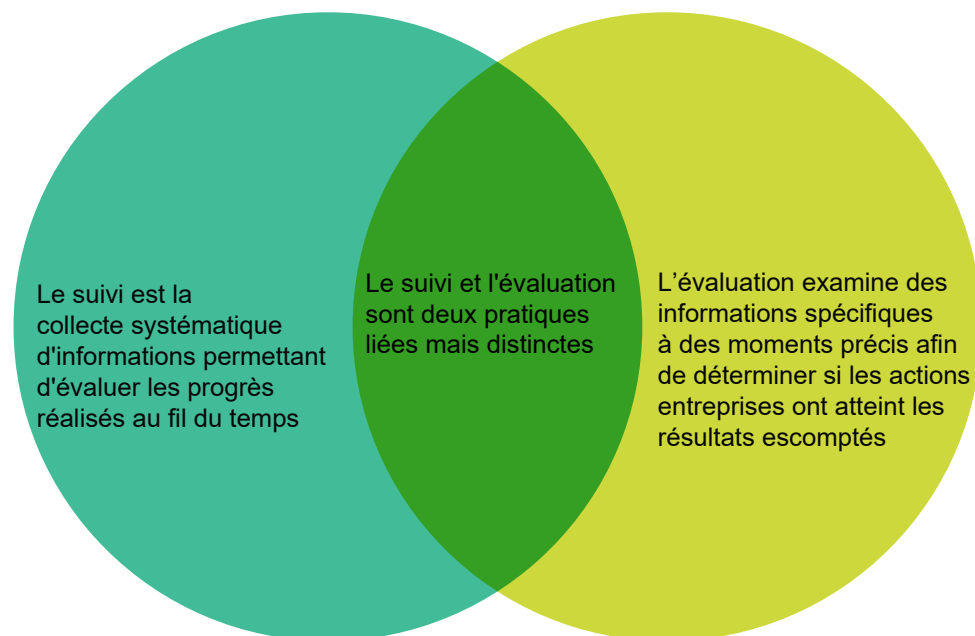 Le suivi est la
collecte systématique
d'informations permettant
d'évaluer les progrès
réalisés au fil du temps
Le suivi et l'évaluation
sont deux pratiques
liées mais distinctes
L’évaluation examine des
informations spécifiques
à des moments précis afin
de déterminer si les actions
entreprises ont atteint les
résultats escomptés